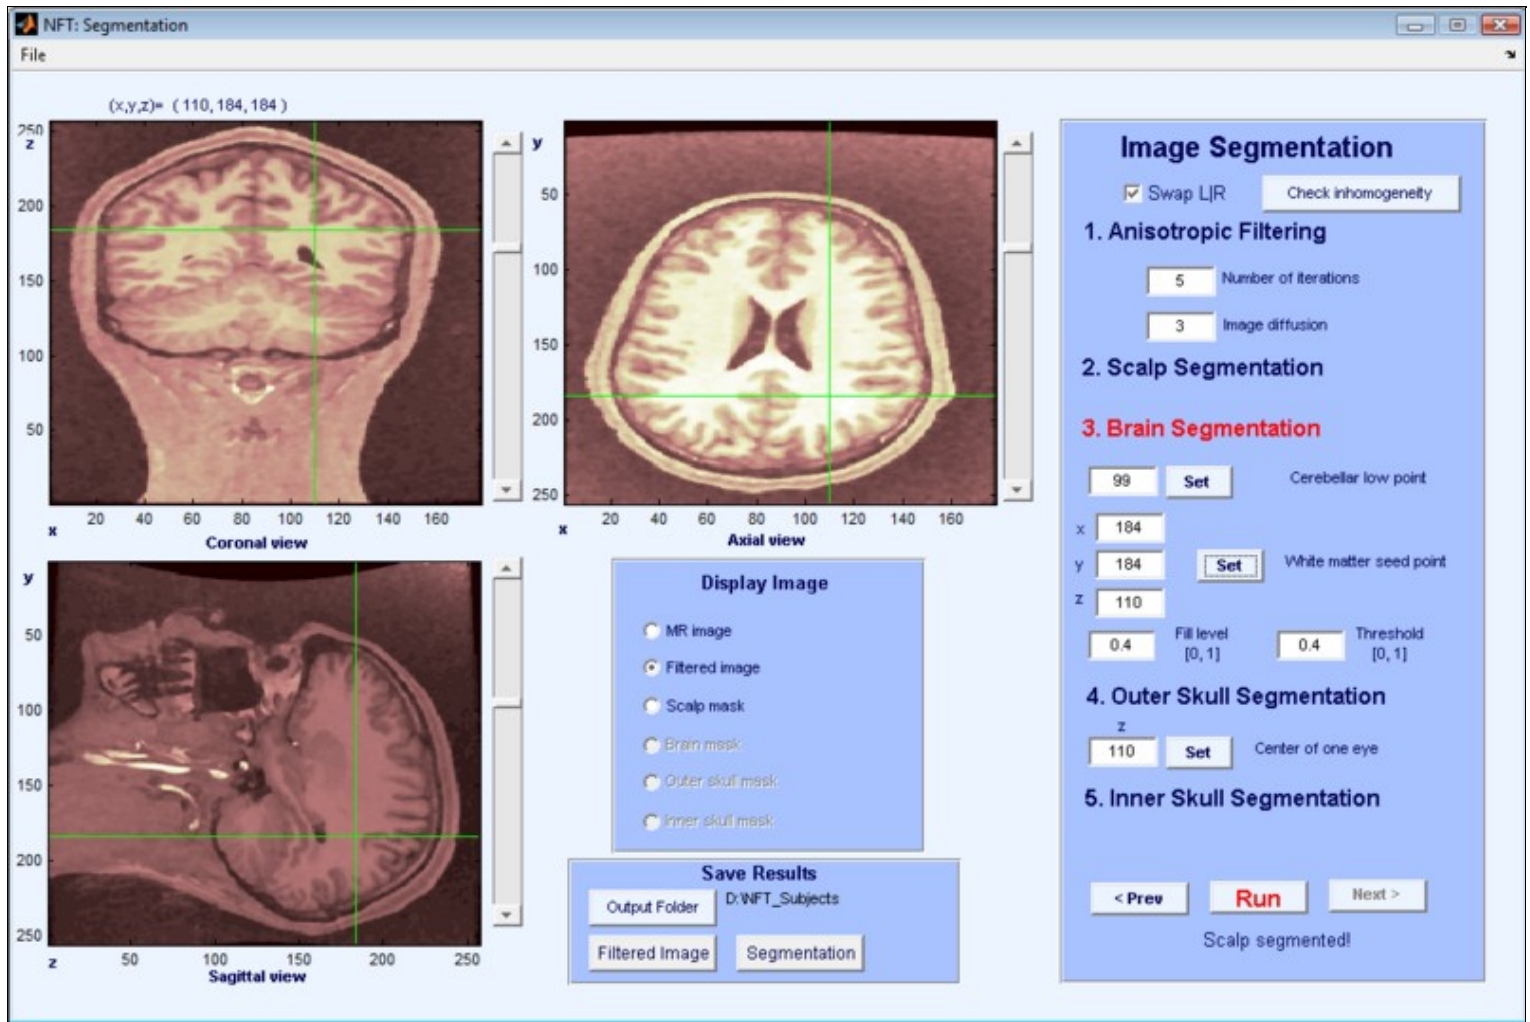 NFT: Segmentation
File
(x,y,z)= (110,184,184)
250
z
200
150
100
50
20 40 60 80 100 120 140 160
x
Coronal view
y
50
100
150
200
250
20 40 60 80 100 120 140 160
x
Axial view
y
50
100
150
200
250
z
50 100 150 200 250
Sagittal view
Display Image
MR image
Filtered image
Scalp mask
Brain mask
Outer skull mask
Inner skull mask
Save Results
Output Folder D:\NFT_Subjects
Filtered Image Segmentation
Image Segmentation
Swap L|R Check inhomogeneity
1. Anisotropic Filtering
5 Number of iterations
3 Image diffusion
2. Scalp Segmentation
3. Brain Segmentation
99 Set Cerebellar low point
x 184
y 184 Set White matter seed point
z 110
0.4 Fill level 0.4 Threshold
[0, 1] [0, 1]
4. Outer Skull Segmentation
z
110 Set Center of one eye
5. Inner Skull Segmentation
< Prev Run Next >
Scalp segmented!